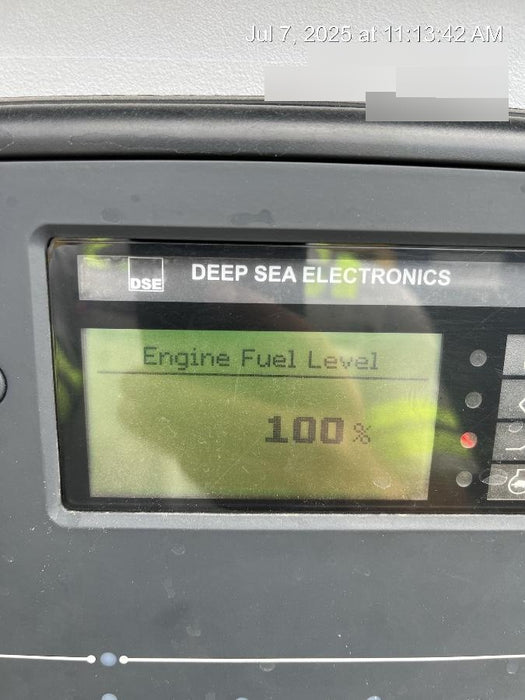 Jul 7, 2025 at 11:13:42 AM
DSE
DEEP SEA ELECTRONICS
Engine Fuel Level
100 %